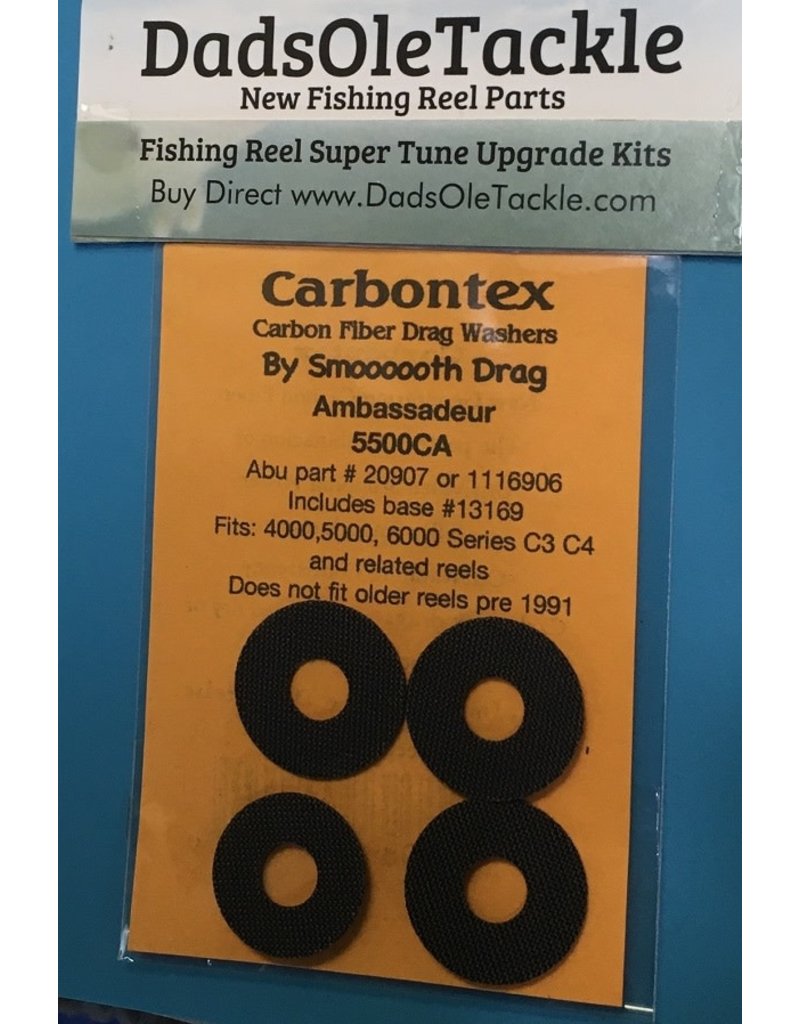 DadsOleTackle
New Fishing Reel Parts
Fishing Reel Super Tune Upgrade Kits
Buy Direct www.DadsOleTackle.com
Carbontex
Carbon Fiber Drag Washers
By Smoooooth Drag
Ambassadeur
5500CA
Abu part # 20907 or 1116906
Includes base #13169
Fits: 4000,5000, 6000 Series C3 C4
and related reels
Does not fit older reels pre 1991